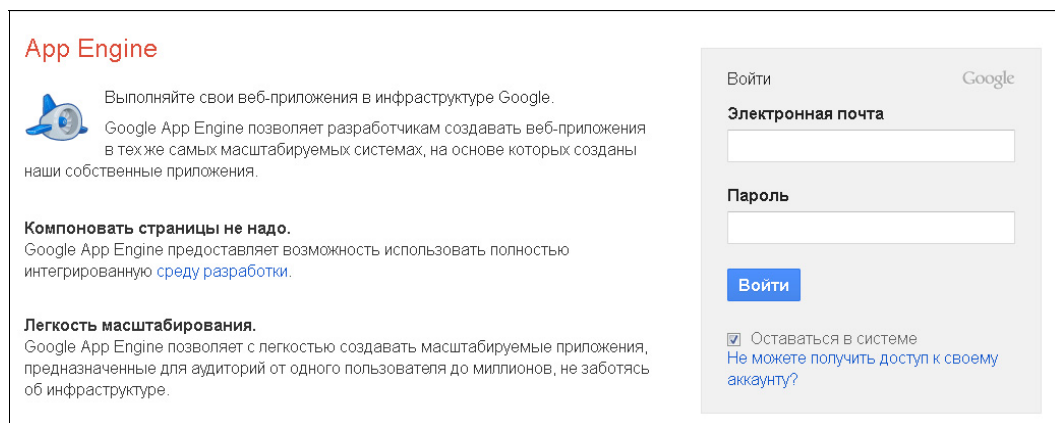 App Engine
Выполняйте свои веб-приложения в инфраструктуре Google.
Google App Engine позволяет разработчикам создавать веб-приложения
в тех же самых масштабируемых системах, на основе которых созданы
наши собственные приложения.
Компоновать страницы не надо.
Google App Engine предоставляет возможность использовать полностью
интегрированную среду разработки.
Легкость масштабирования.
Google App Engine позволяет с легкостью создавать масштабируемые приложения,
предназначенные для аудиторий от одного пользователя до миллионов, не заботясь
об инфраструктуре.
Войти Google
Электронная почта
Пароль
Войти
Оставаться в системе
Не можете получить доступ к своему
аккаунту?